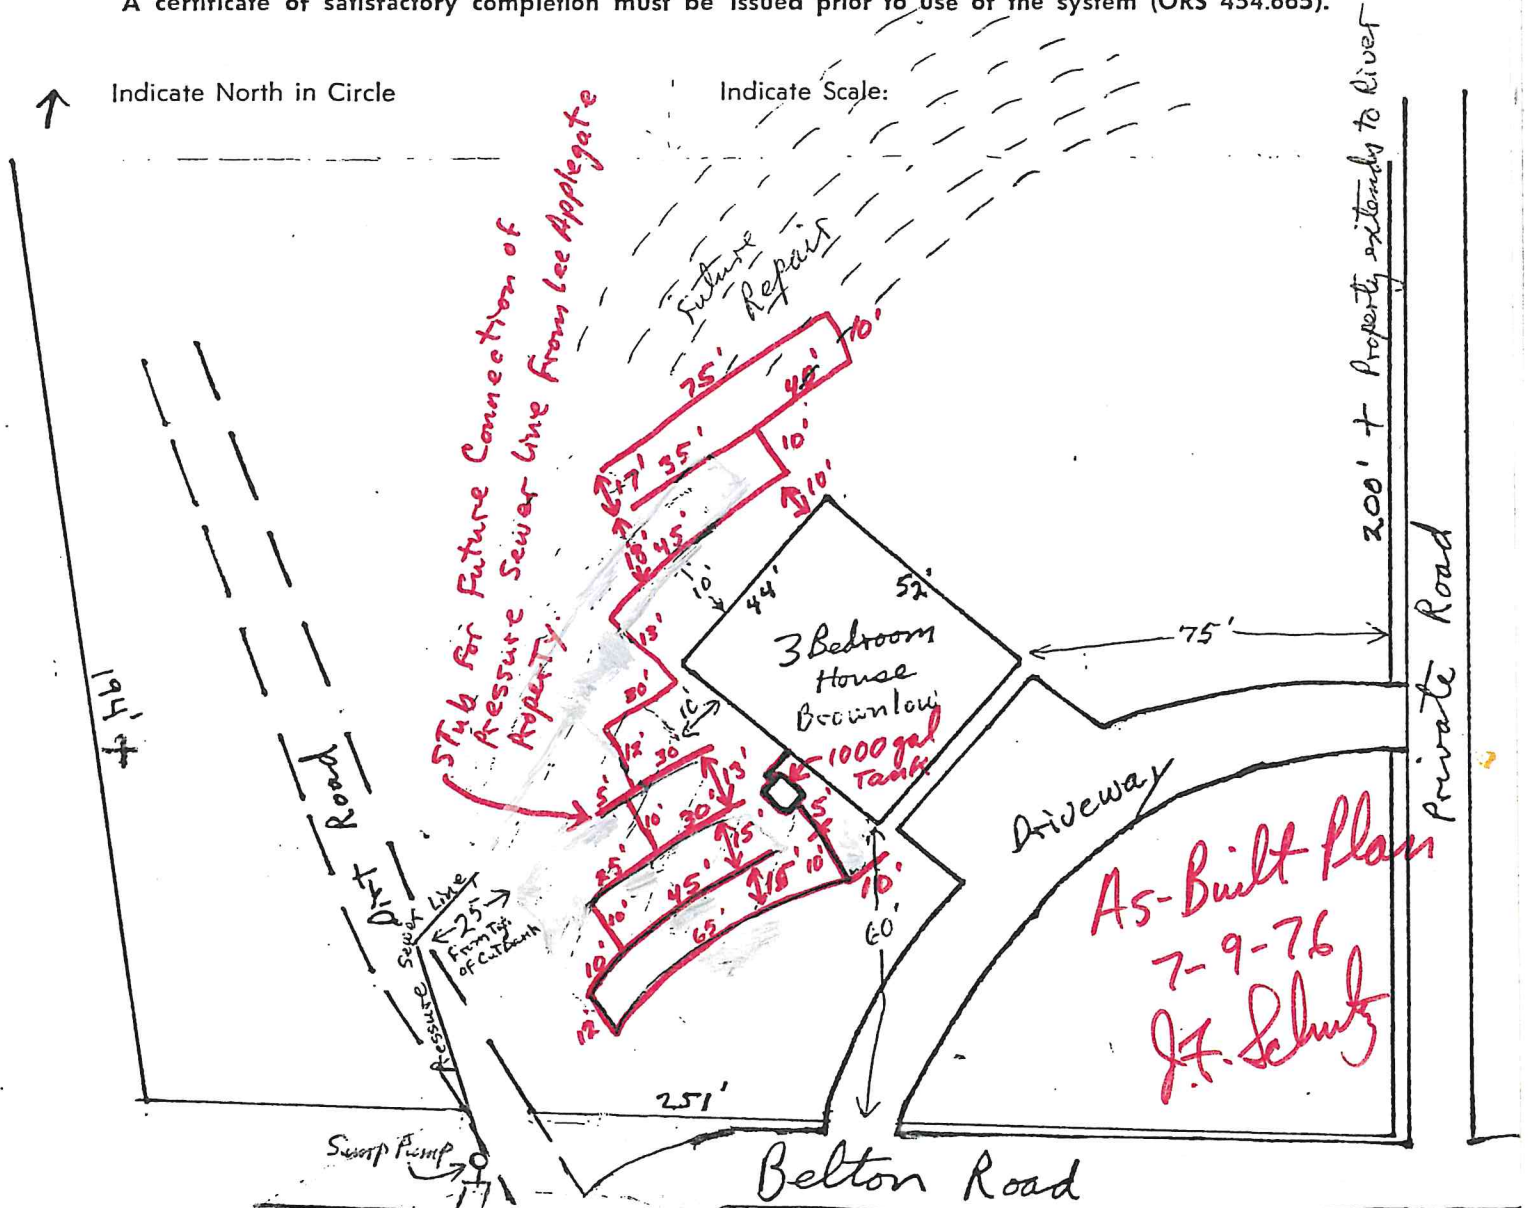 A certificate of satisfactory completion must be issued prior to use of the system (ORS 454.665).
Indicate North in Circle
Indicate Scale:
200' + Property extends to River
Stub for Future Connection of
Pressure Sewer Line From Lee Applegate
Property.
Future
Repair
75'
10'
40'
35'
10'
17'
10'
18'
45'
10'
44'
52'
13'
3 Bedroom
House
Brownlow
75'
30'
10'
12'
30'
13'
1000 gal
Tank
5'
10'
30'
5'
15'
10'
25'
45'
15'
10'
10'
65'
10'
12'
60'
194' +
Dirt Road
Pressure Sewer Line
25'
From Top
of Cut Bank
Driveway
Private Road
As-Built Plan
7-9-76
J.F. Schutz
251'
Sump Pump
Belton Road